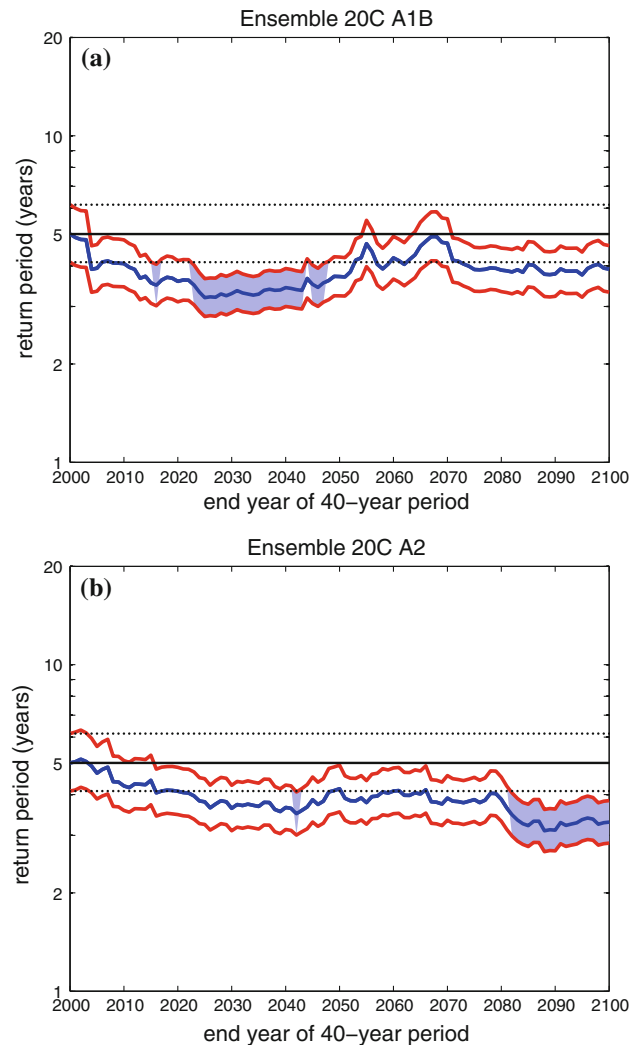 Ensemble 20C A1B
(a)
20
10
5
2
1
return period (years)
2000 2010 2020 2030 2040 2050 2060 2070 2080 2090 2100
end year of 40−year period
Ensemble 20C A2
(b)
20
10
5
2
1
return period (years)
2000 2010 2020 2030 2040 2050 2060 2070 2080 2090 2100
end year of 40−year period